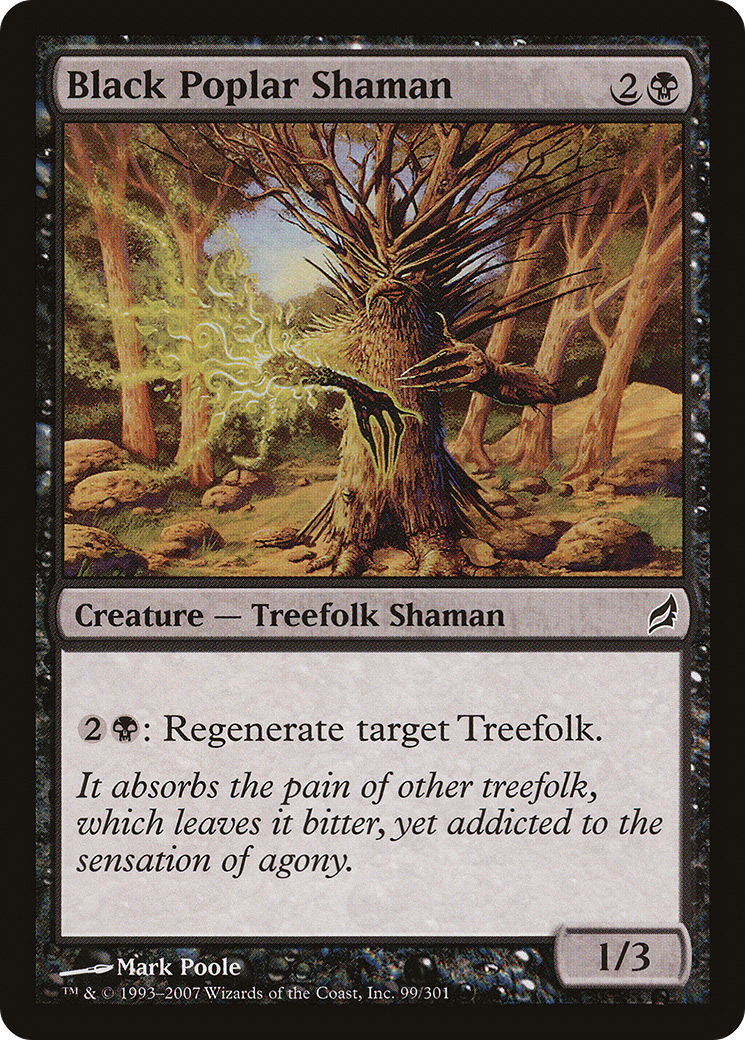 Black Poplar Shaman 2
Creature — Treefolk Shaman
2: Regenerate target Treefolk.
It absorbs the pain of other treefolk,
which leaves it bitter, yet addicted to the
sensation of agony.
1/3
Mark Poole
™ & © 1993–2007 Wizards of the Coast, Inc. 99/301